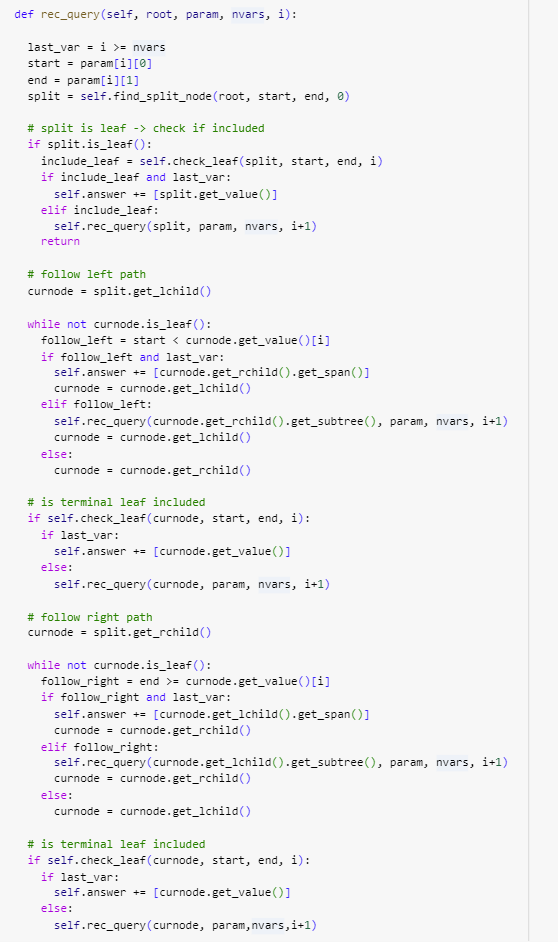 def rec_query(self, root, param, nvars, i):
last_var = i >= nvars
start = param[i][0]
end = param[i][1]
split = self.find_split_node(root, start, end, 0)
# split is leaf -> check if included
if split.is_leaf():
include_leaf = self.check_leaf(split, start, end, i)
if include_leaf and last_var:
self.answer += [split.get_value()]
elif include_leaf:
self.rec_query(split, param, nvars, i+1)
return
# follow left path
curnode = split.get_lchild()
while not curnode.is_leaf():
follow_left = start < curnode.get_value()[i]
if follow_left and last_var:
self.answer += [curnode.get_rchild().get_span()]
curnode = curnode.get_lchild()
elif follow_left:
self.rec_query(curnode.get_rchild().get_subtree(), param, nvars, i+1)
curnode = curnode.get_lchild()
else:
curnode = curnode.get_rchild()
# is terminal leaf included
if self.check_leaf(curnode, start, end, i):
if last_var:
self.answer += [curnode.get_value()]
else:
self.rec_query(curnode, param, nvars, i+1)
# follow right path
curnode = split.get_rchild()
while not curnode.is_leaf():
follow_right = end >= curnode.get_value()[i]
if follow_right and last_var:
self.answer += [curnode.get_lchild().get_span()]
curnode = curnode.get_rchild()
elif follow_right:
self.rec_query(curnode.get_lchild().get_subtree(), param, nvars, i+1)
curnode = curnode.get_rchild()
else:
curnode = curnode.get_lchild()
# is terminal leaf included
if self.check_leaf(curnode, start, end, i):
if last_var:
self.answer += [curnode.get_value()]
else:
self.rec_query(curnode, param,nvars,i+1)